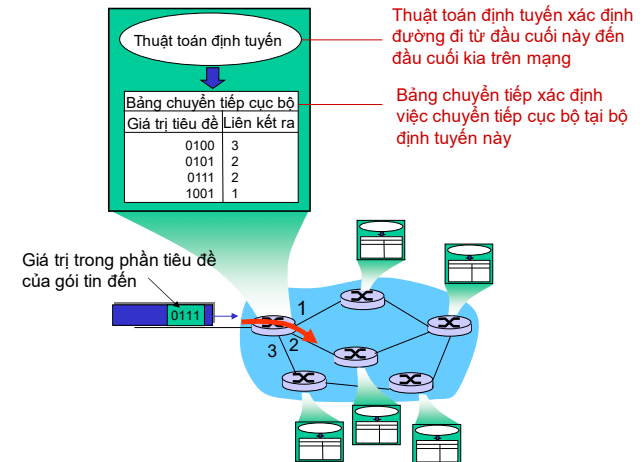 Thuật toán định tuyến
Bảng chuyển tiếp cục bộ
Giá trị tiêu đề Liên kết ra
0100 3
0101 2
0111 2
1001 1
Thuật toán định tuyến xác định
đường đi từ đầu cuối này đến
đầu cuối kia trên mạng
Bảng chuyển tiếp xác định
việc chuyển tiếp cục bộ tại bộ
định tuyến này
Giá trị trong phần tiêu đề
của gói tin đến
0111
1
3 2